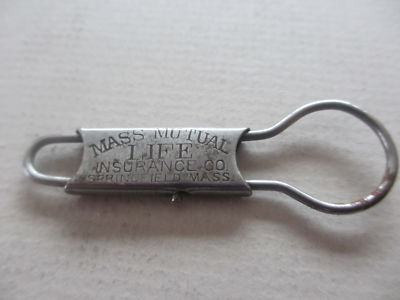 MASS MUTUAL
LIFE
INSURANCE CO.
SPRINGFIELD MASS.